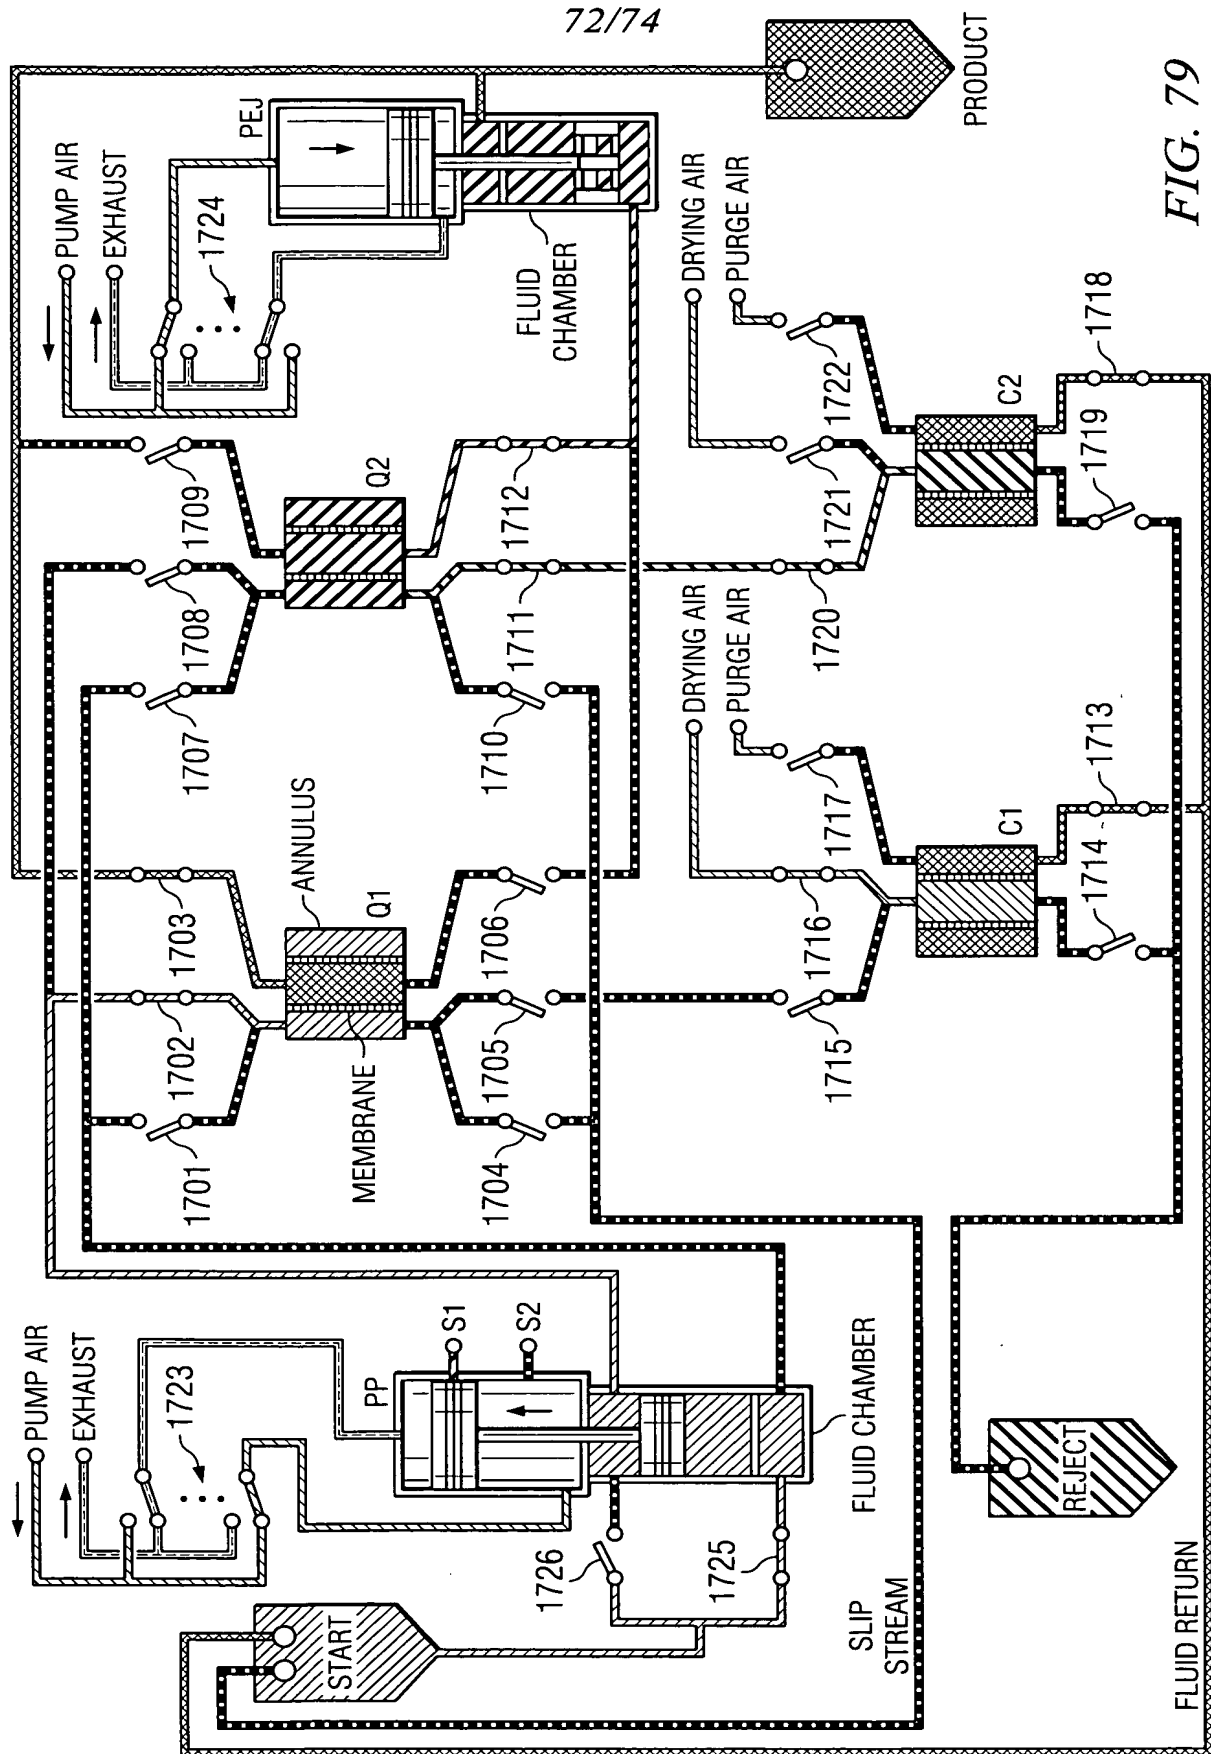 72/74
PUMP AIR
EXHAUST
1723
PP
S1
S2
START
1726
1725
FLUID CHAMBER
SLIP
STREAM
REJECT
FLUID RETURN
1701
1702
1703
MEMBRANE
ANNULUS
Q1
1704
1705
1706
1707
1708
1709
Q2
1710
1711
1712
PUMP AIR
EXHAUST
1724
PEJ
FLUID
CHAMBER
PRODUCT
DRYING AIR
PURGE AIR
1715
1716
1717
C1
1714
1713
DRYING AIR
PURGE AIR
1720
1721
1722
C2
1719
1718
FIG. 79